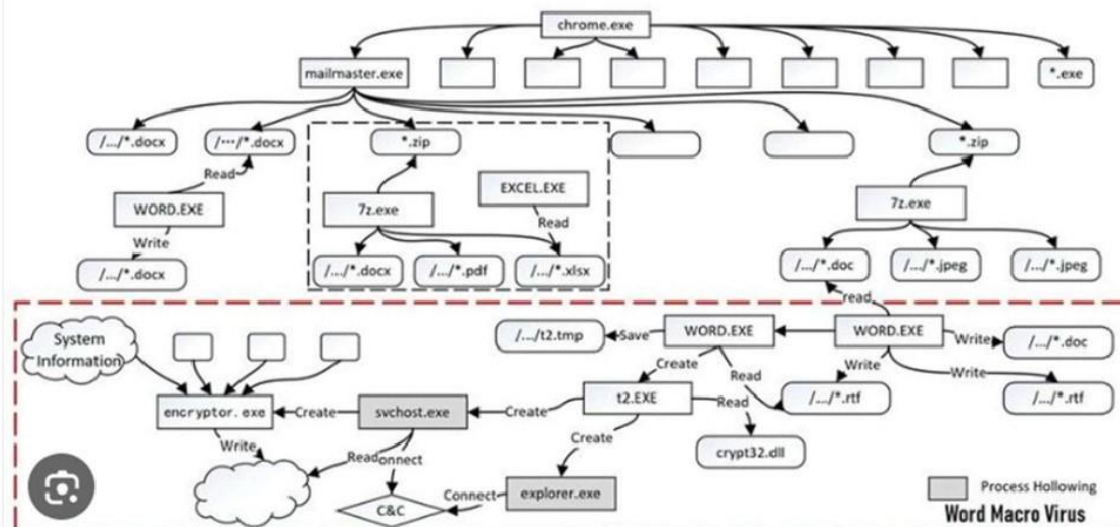 chrome.exe
mailmaster.exe
*.exe
/.../*.docx
/···/*.docx
*.zip
*.zip
Read
EXCEL.EXE
WORD.EXE
7z.exe
7z.exe
Read
Write
/.../*.docx
/.../*.docx
/.../*.pdf
/.../*.xlsx
/.../*.doc
/.../*.jpeg
/.../*.jpeg
read
System
Information
/.../t2.tmp
Save
WORD.EXE
WORD.EXE
Write
/.../*.doc
Create
Read
Write
Write
encryptor. exe
Create
svchost.exe
Create
t2.EXE
Read
/.../*.rtf
/.../*.rtf
Write
Create
Read
onnect
crypt32.dll
C&C
Connect
explorer.exe
Process Hollowing
Word Macro Virus